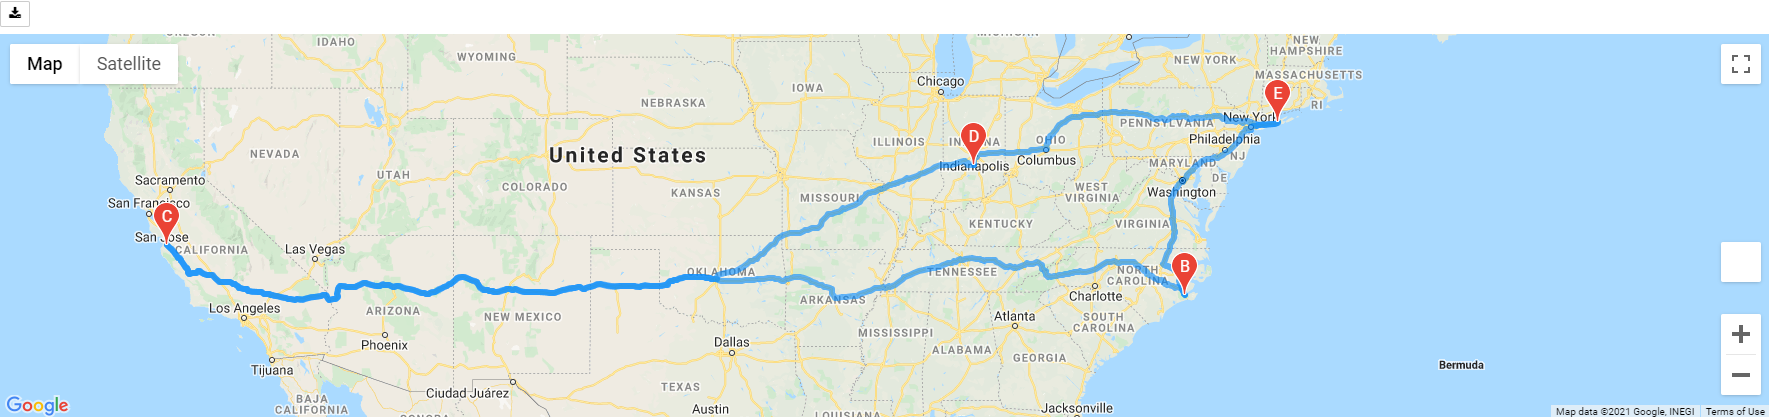 OREGON
IDAHO
MICHIGAN
NEW
HAMPSHIRE
Map
Satellite
WYOMING
NEW YORK
MASSACHUSETTS
Chicago
IOWA
NEBRASKA
E
RI
New York
PENNSYLVANIA
D
ILLINOIS
INDIANA
OHIO
Philadelphia
United States
NEVADA
Indianapolis
Columbus
MARYLAND
NJ
UTAH
Sacramento
COLORADO
KANSAS
MISSOURI
WEST
VIRGINIA
DE
Washington
San Francisco
C
KENTUCKY
VIRGINIA
San Jose
CALIFORNIA
Las Vegas
OKLAHOMA
TENNESSEE
B
NORTH
CAROLINA
ARKANSAS
Charlotte
Los Angeles
ARIZONA
NEW MEXICO
Atlanta
SOUTH
CAROLINA
MISSISSIPPI
Phoenix
Dallas
ALABAMA
GEORGIA
Tijuana
Bermuda
TEXAS
Ciudad Juárez
BAJA
CALIFORNIA
Austin
Jacksonville
SONORA
LOUISIANA
Google
Map data ©2021 Google, INEGI
Terms of Use